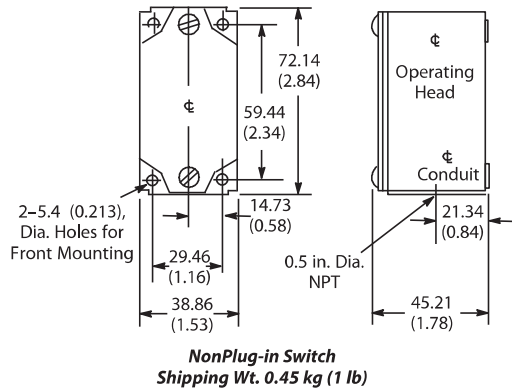 72.14
(2.84)
59.44
(2.34)
℄
℄
Operating
Head
℄
Conduit
2–5.4 (0.213),
Dia. Holes for
Front Mounting
14.73
(0.58)
29.46
(1.16)
38.86
(1.53)
0.5 in. Dia.
NPT
21.34
(0.84)
45.21
(1.78)
NonPlug-in Switch
Shipping Wt. 0.45 kg (1 lb)